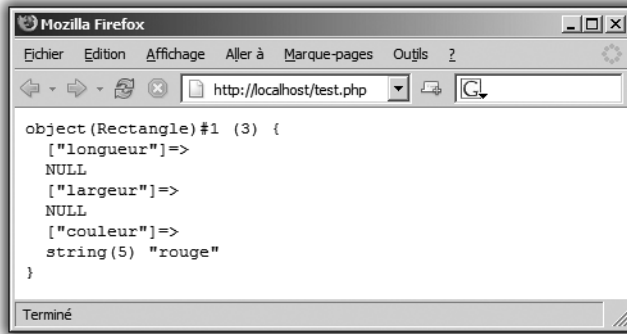 Mozilla Firefox
Fichier Edition Affichage Aller à Marque-pages Outils ?
http://localhost/test.php G
object(Rectangle)#1 (3) {
  ["longueur"]=>
  NULL
  ["largeur"]=>
  NULL
  ["couleur"]=>
  string(5) "rouge"
}
Terminé